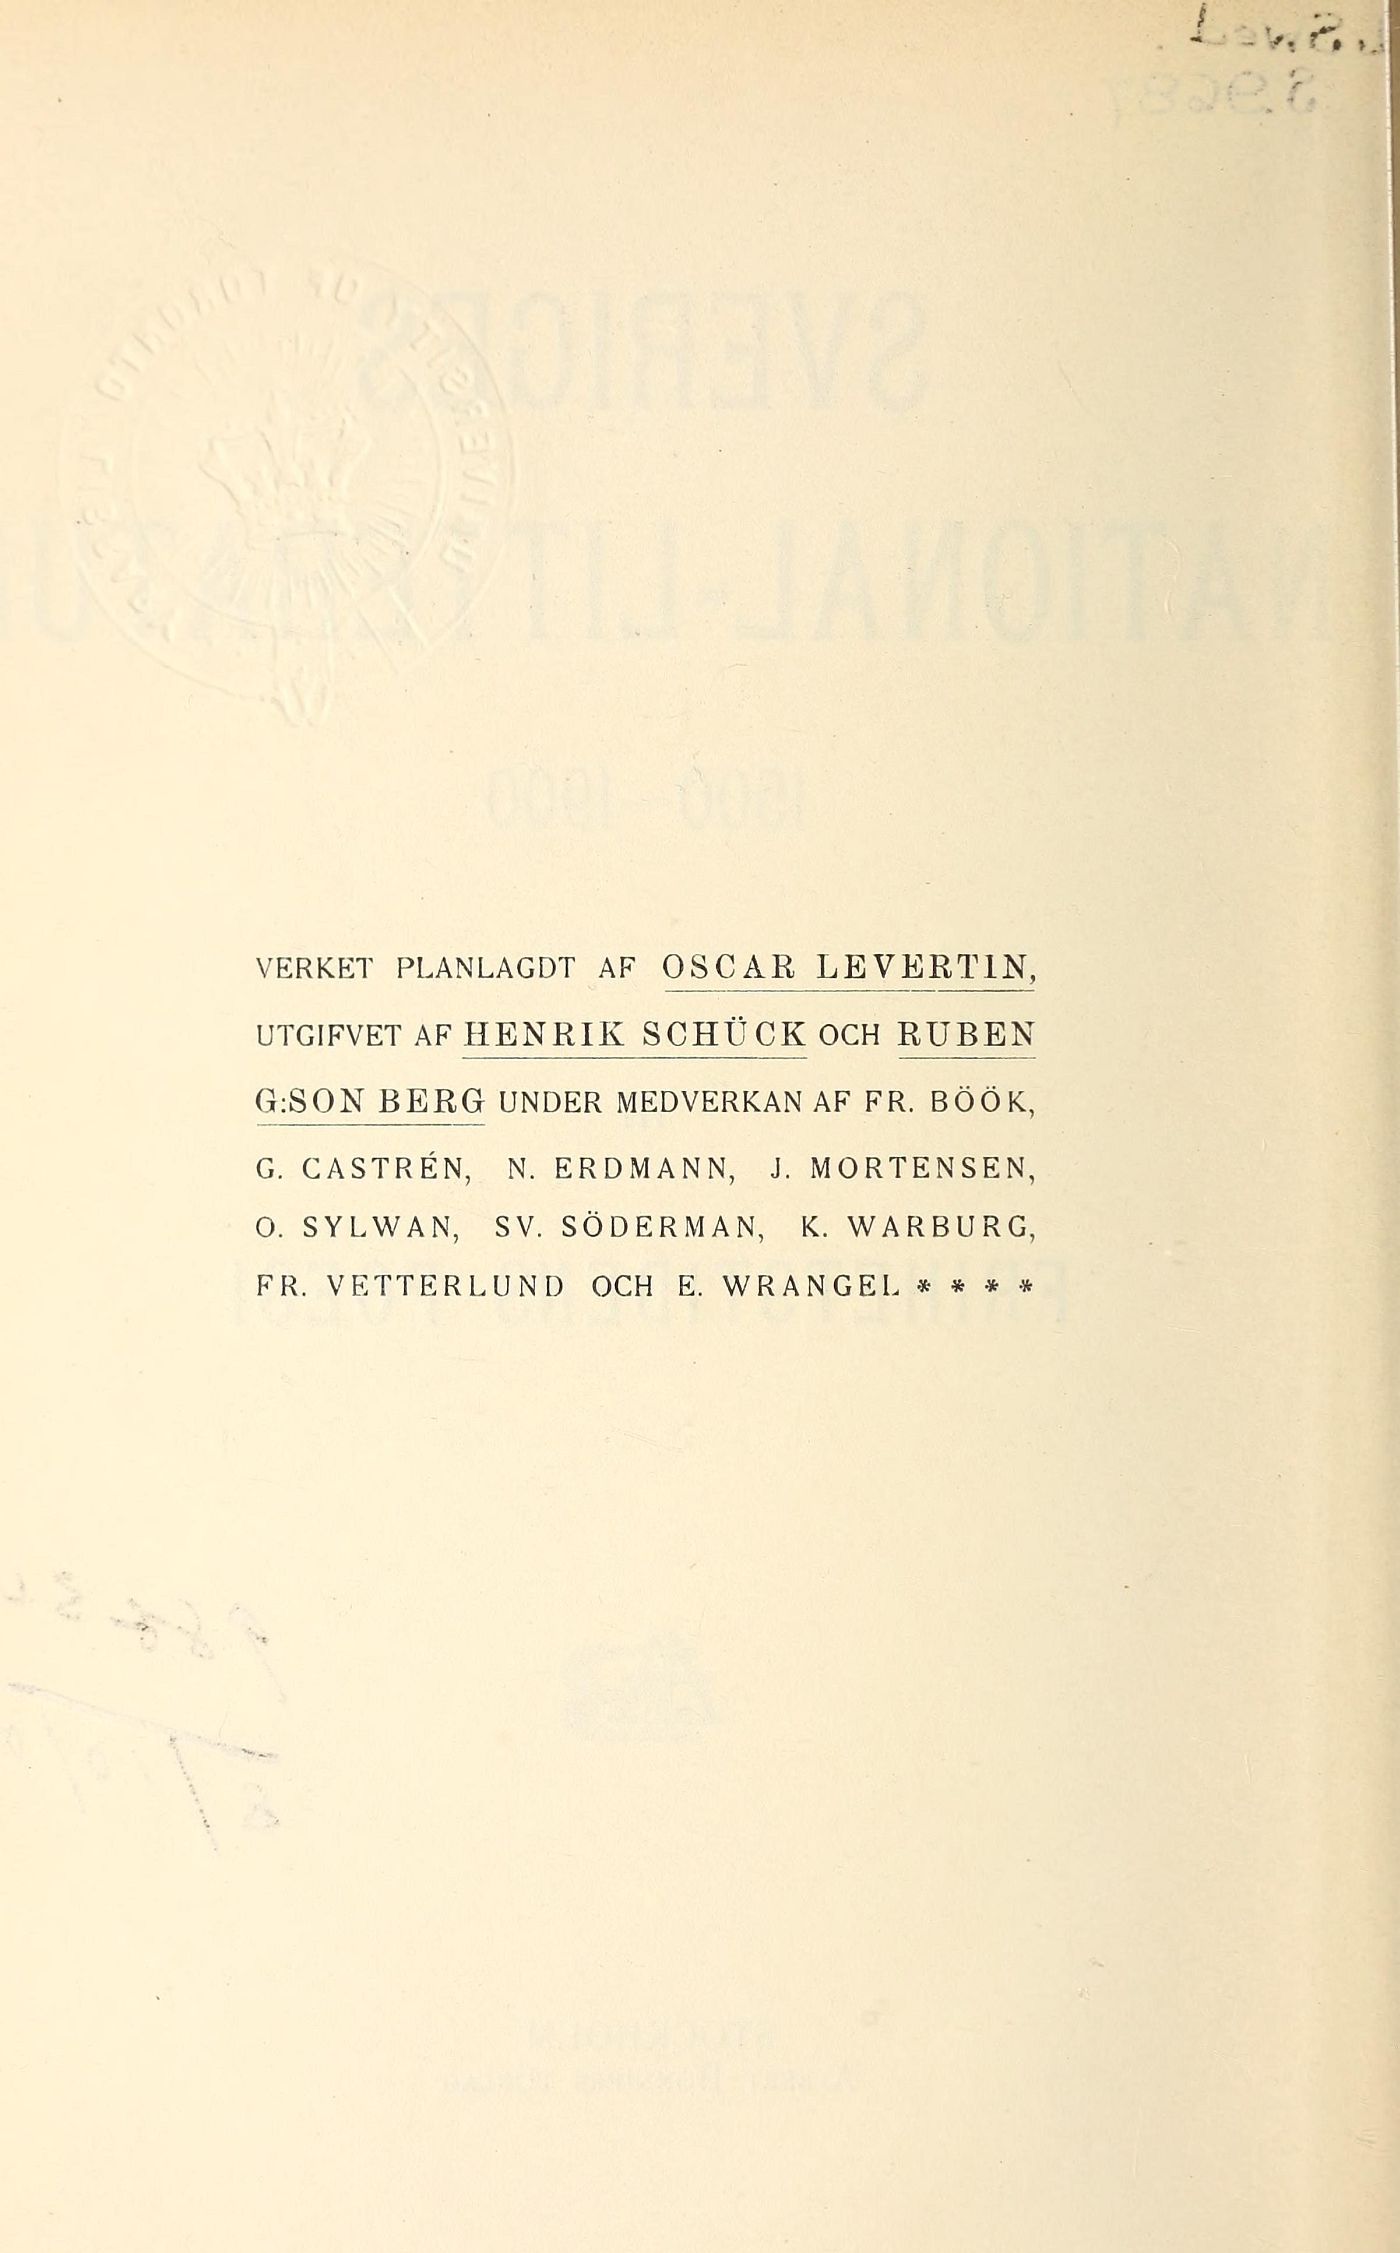 VERKET PLANLAGDT AF OSCAR LEVERTIN,
UTGIFVET AF HENRIK SCHÜCK OCH RUBEN
G:SON BERG UNDER MEDVERKAN AF FR. BÖÖK,
G. CASTRÉN, N. ERDMANN, J. MORTENSEN,
O. SYLWAN, SV. SÖDERMAN, K. WARBURG,
FR. VETTERLUND OCH E. WRANGEL * * * *